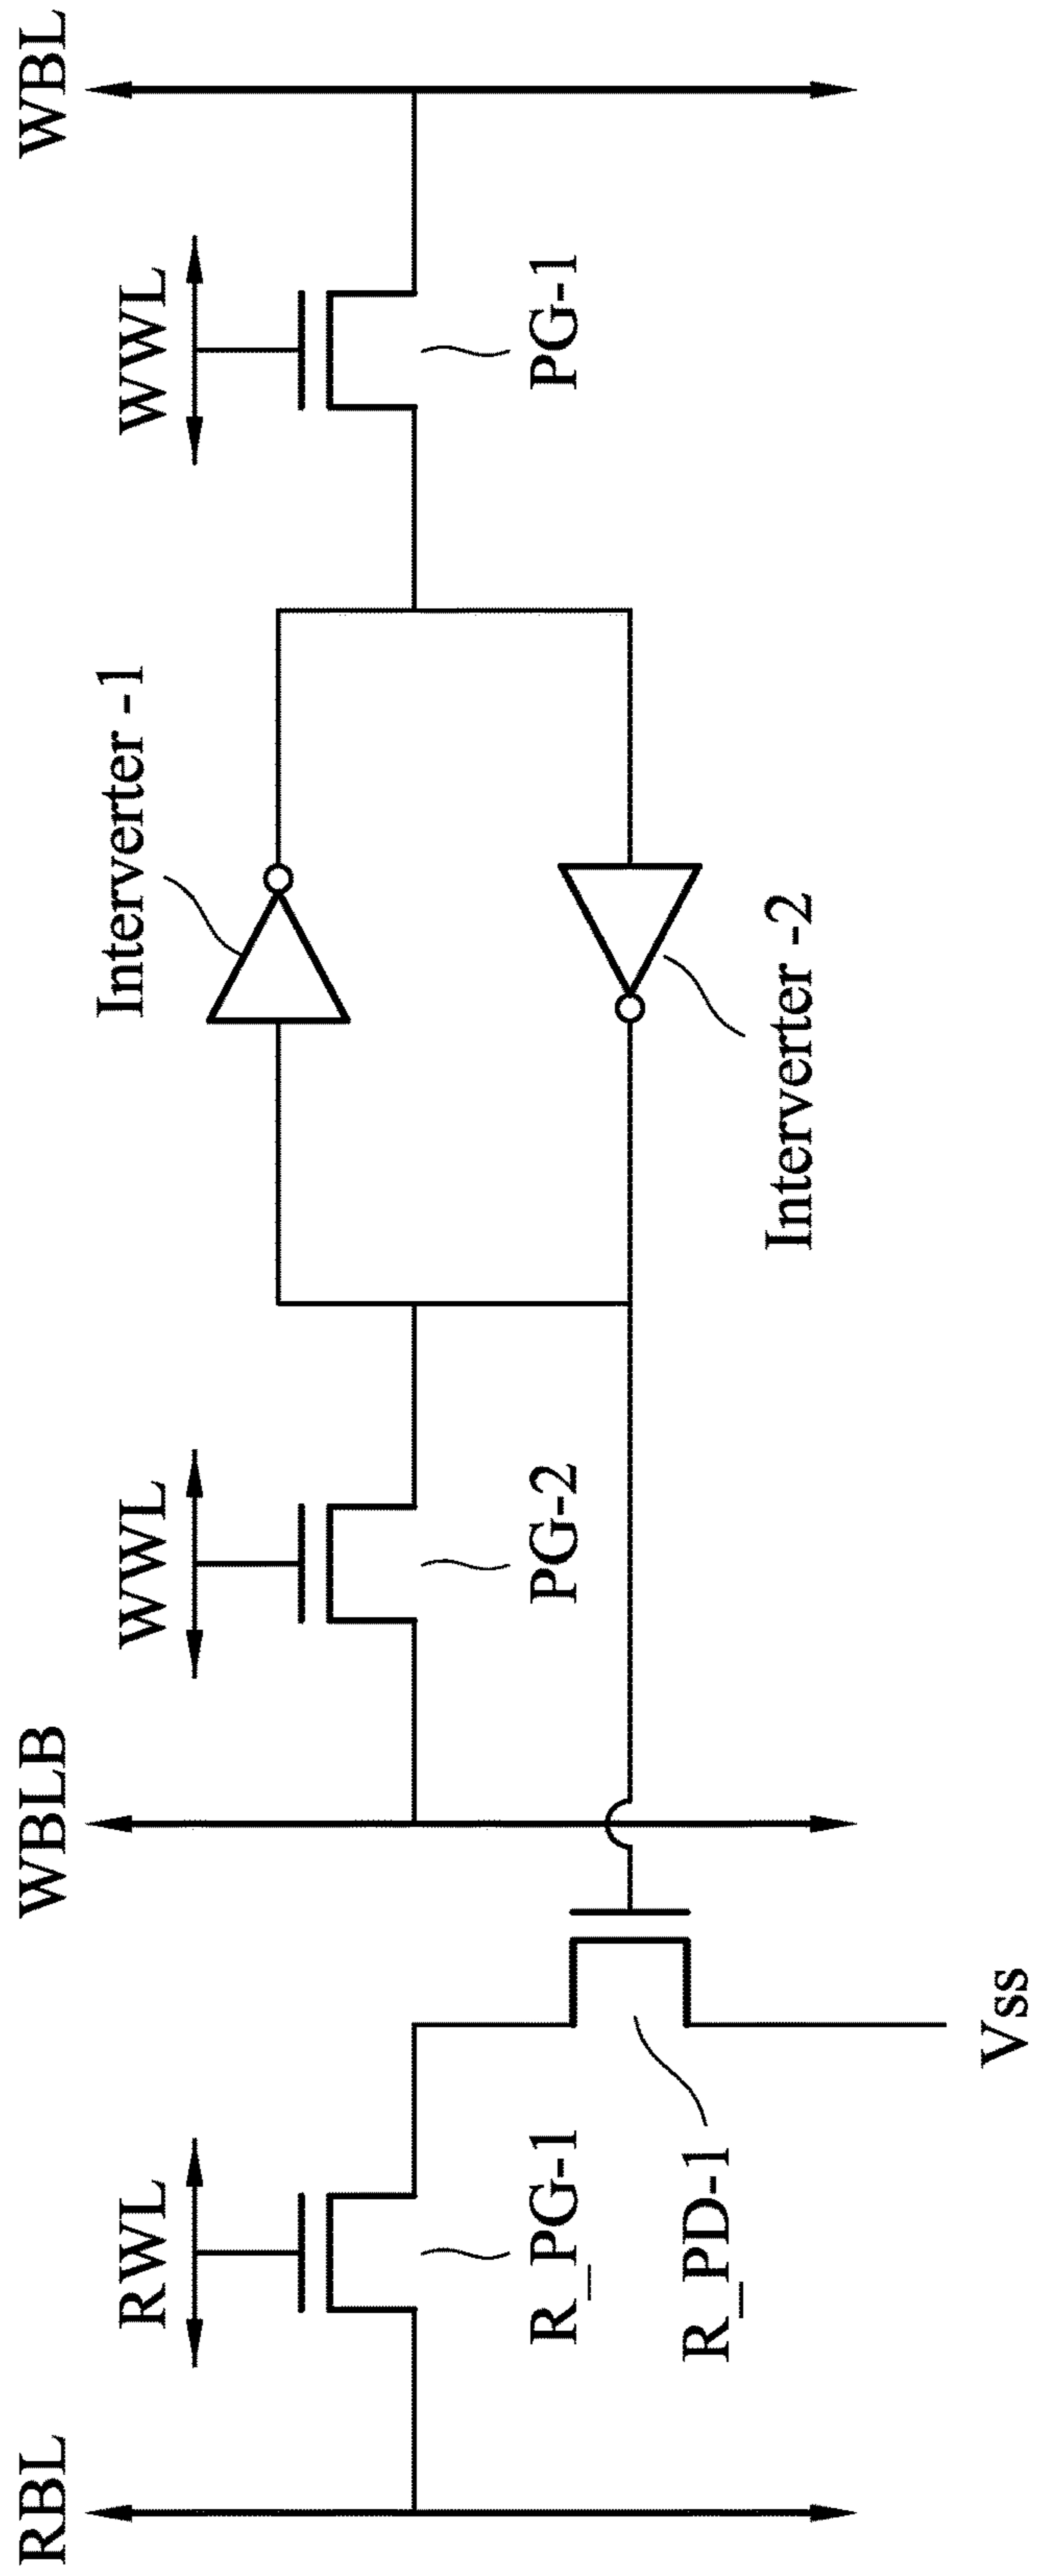 RBL
WBLB
WBL
RWL
WWL
WWL
Interverter -1
R_PG-1
PG-2
PG-1
R_PD-1
Interverter -2
Vss